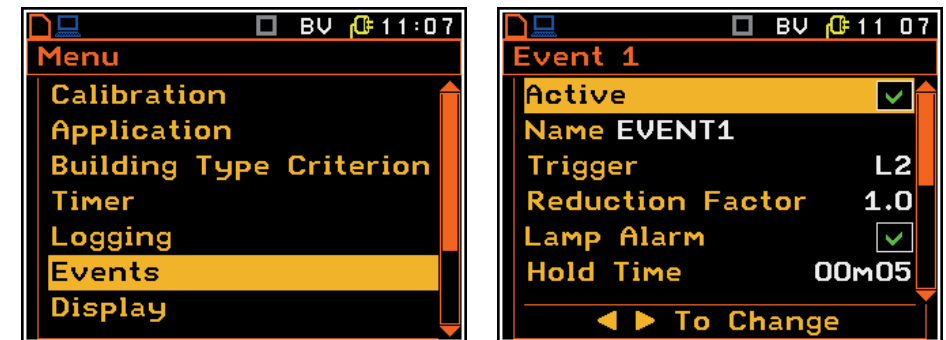 BV 11:07
Menu
Calibration
Application
Building Type Criterion
Timer
Logging
Events
Display
BV 11 07
Event 1
Active
Name EVENT1
Trigger L2
Reduction Factor 1.0
Lamp Alarm
Hold Time 00m05
To Change